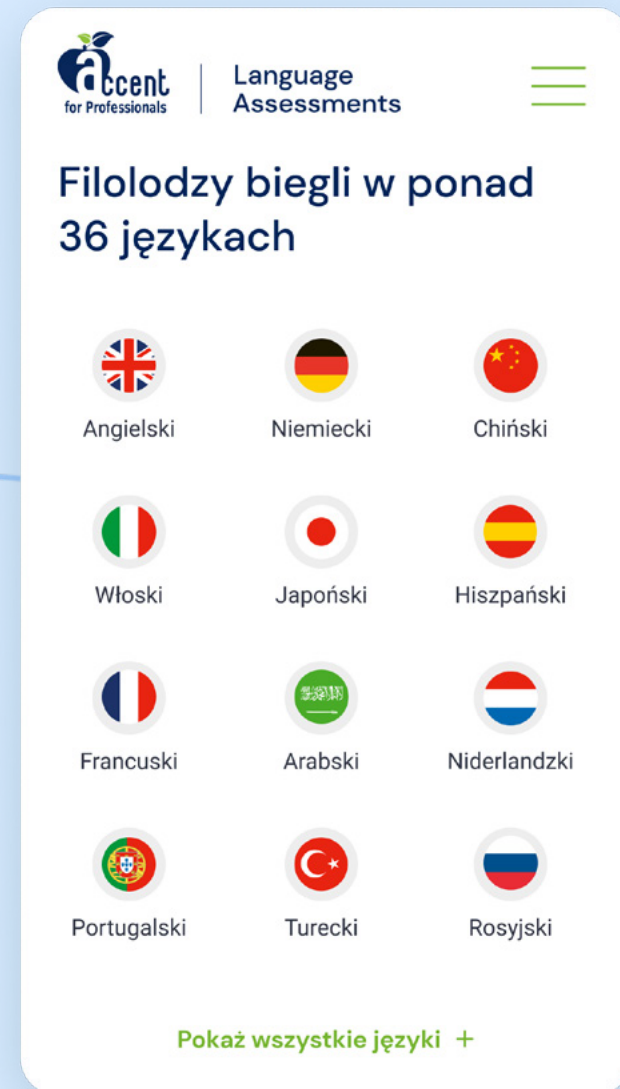 accent
for Professionals
Language
Assessments
Filolodzy biegli w ponad
36 językach
Angielski
Niemiecki
Chiński
Włoski
Japoński
Hiszpański
Francuski
Arabski
Niderlandzki
Portugalski
Turecki
Rosyjski
Pokaż wszystkie języki +